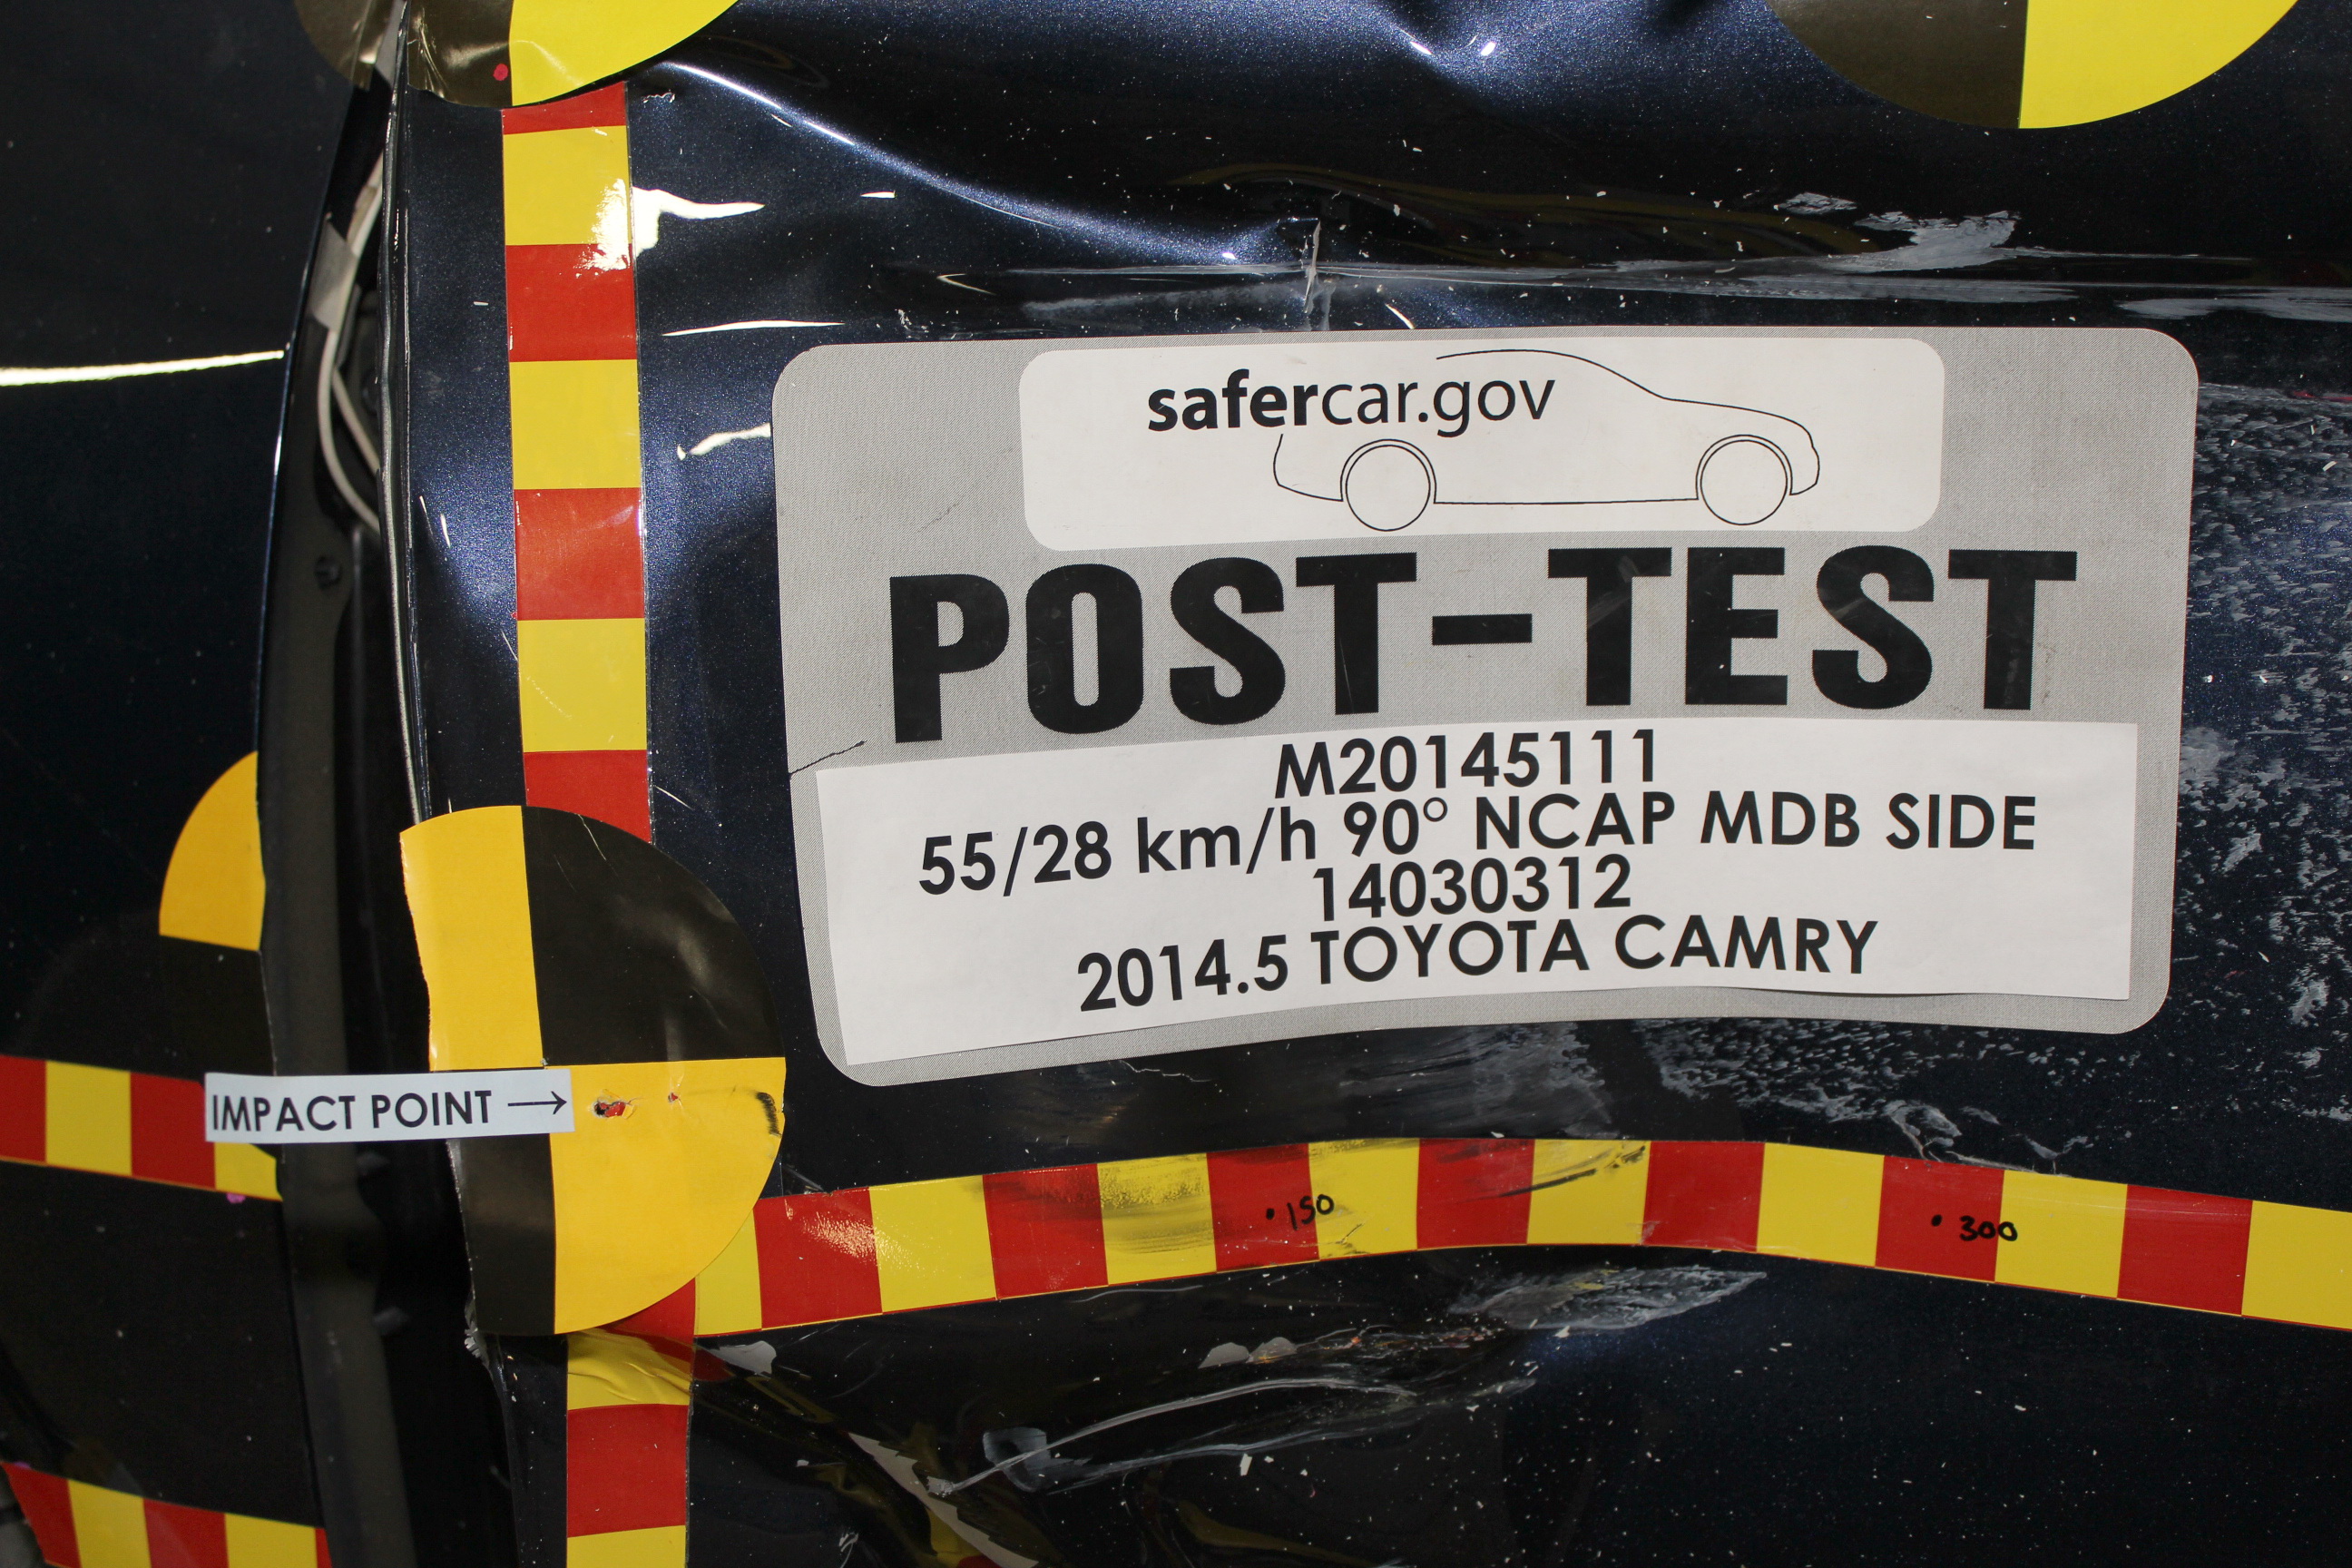 safercar.gov
POST-TEST
M20145111
55/28 km/h 90° NCAP MDB SIDE
14030312
2014.5 TOYOTA CAMRY
IMPACT POINT →
150
300